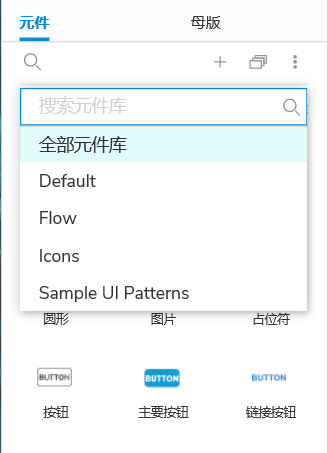 元件 母版
搜索元件库
全部元件库
Default
Flow
Icons
Sample UI Patterns
圆形 图片 占位符
BUTTON BUTTON BUTTON
按钮 主要按钮 链接按钮